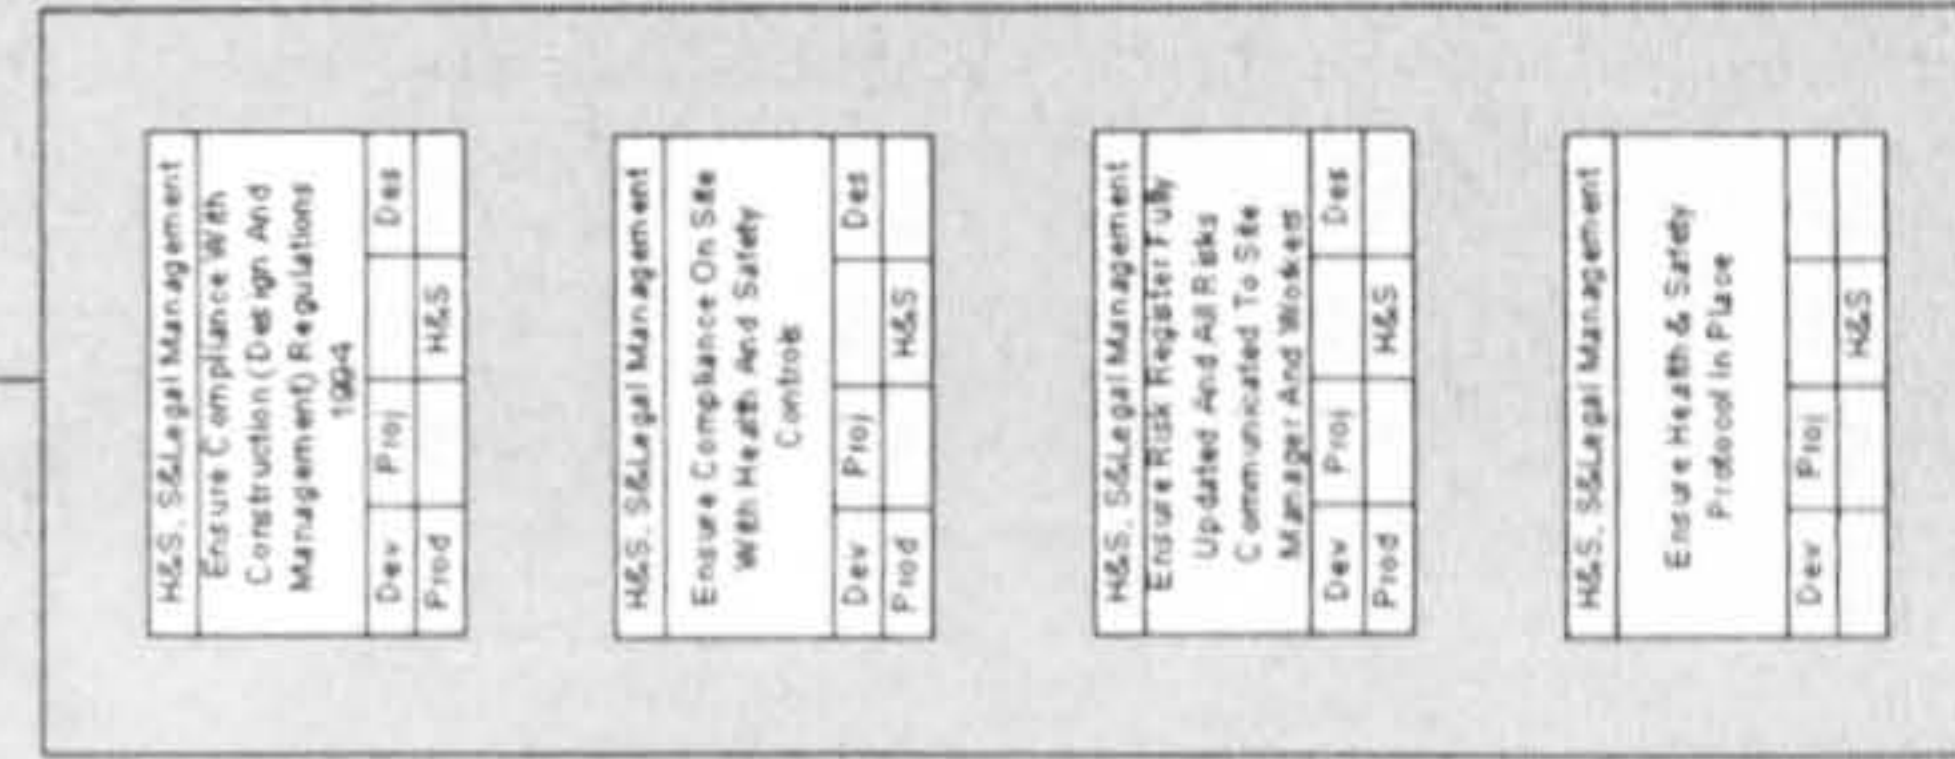 H&S, S&Legal Management
Ensure Compliance With
Construction (Design And
Management) Regulations
1994
Dev Proj Des
Prod H&S
H&S, S&Legal Management
Ensure Compliance On Site
With Health And Safety
Controls
Dev Proj Des
Prod H&S
H&S, S&Legal Management
Ensure Risk Register Fully
Updated And All Risks
Communicated To Site
Manager And Workers
Dev Proj Des
Prod H&S
H&S, S&Legal Management
Ensure Health & Safety
Protocol In Place
Dev Proj
H&S